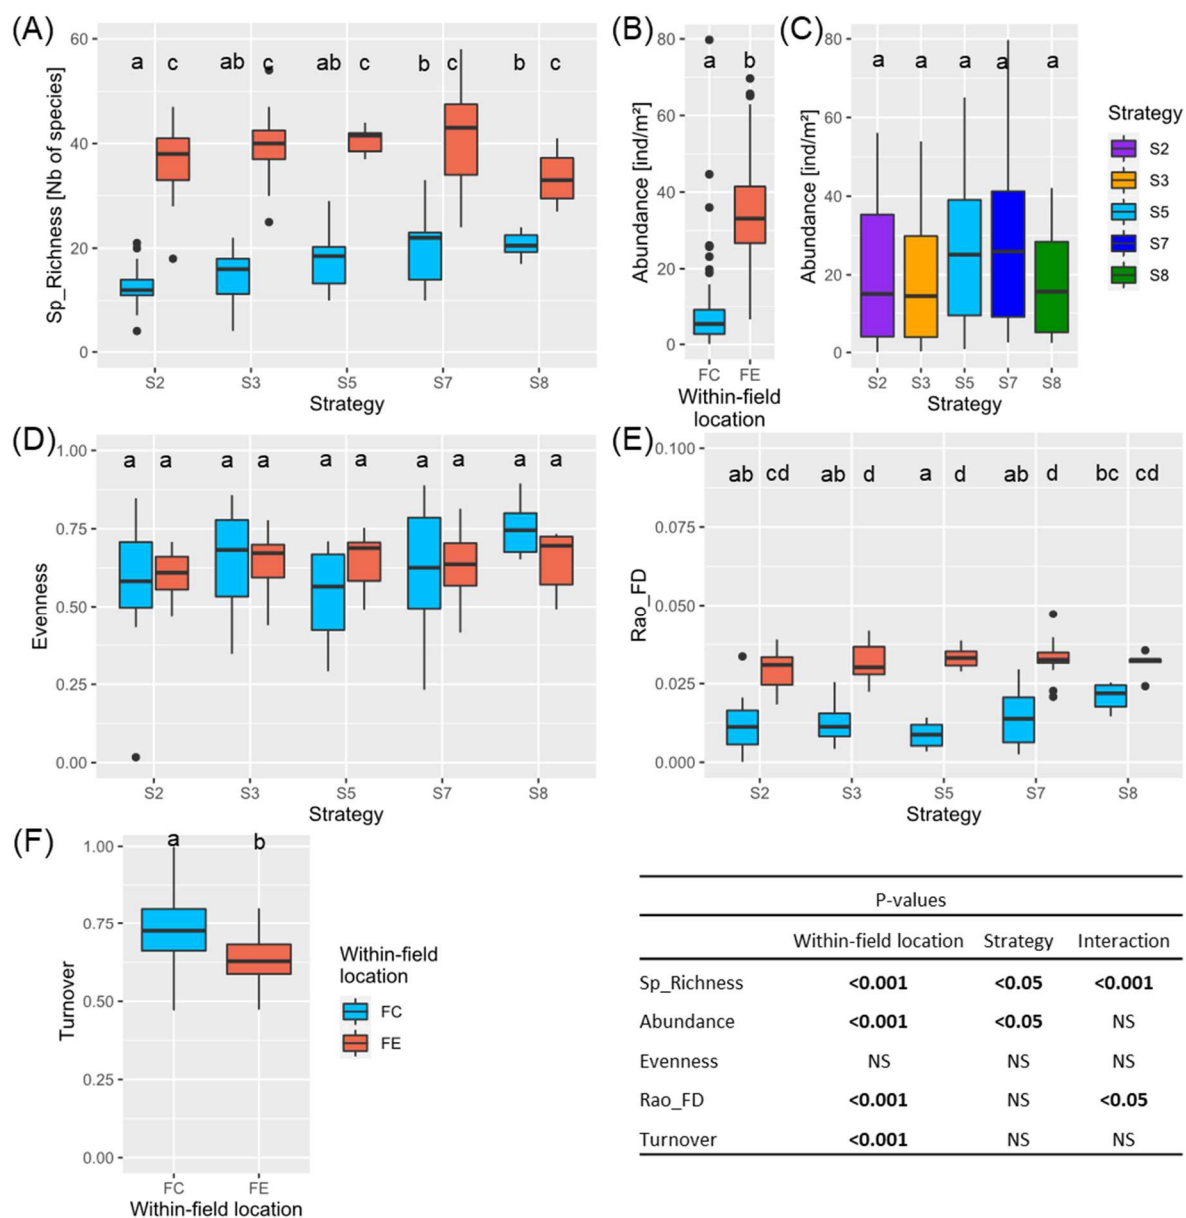 (A)
Sp_Richness [Nb of species]
60
40
20
0
a c ab c ab c b c b c
S2 S3 S5 S7 S8
Strategy
(B)
Abundance [ind/m²]
80
60
40
20
0
a b
FC FE
Within-field
location
(C)
Abundance [ind/m²]
80
60
40
20
0
a a a a a
S2 S3 S5 S7 S8
Strategy
Strategy
S2
S3
S5
S7
S8
(D)
Evenness
1.00
0.75
0.50
0.25
0.00
a a a a a a a a a a
S2 S3 S5 S7 S8
Strategy
(E)
Rao_FD
0.100
0.075
0.050
0.025
0.000
ab cd ab d a d ab d bc cd
S2 S3 S5 S7 S8
Strategy
(F)
Turnover
1.00
0.75
0.50
0.25
0.00
a b
FC FE
Within-field location
Within-field
location
FC
FE
P-values
Within-field location Strategy Interaction
Sp_Richness <0.001 <0.05 <0.001
Abundance <0.001 <0.05 NS
Evenness NS NS NS
Rao_FD <0.001 NS <0.05
Turnover <0.001 NS NS